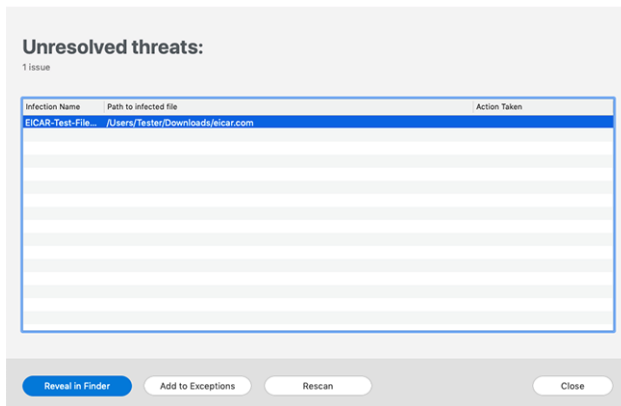 Unresolved threats:
1 issue
Infection Name Path to infected file Action Taken
EICAR-Test-File... /Users/Tester/Downloads/eicar.com
Reveal in Finder Add to Exceptions Rescan Close